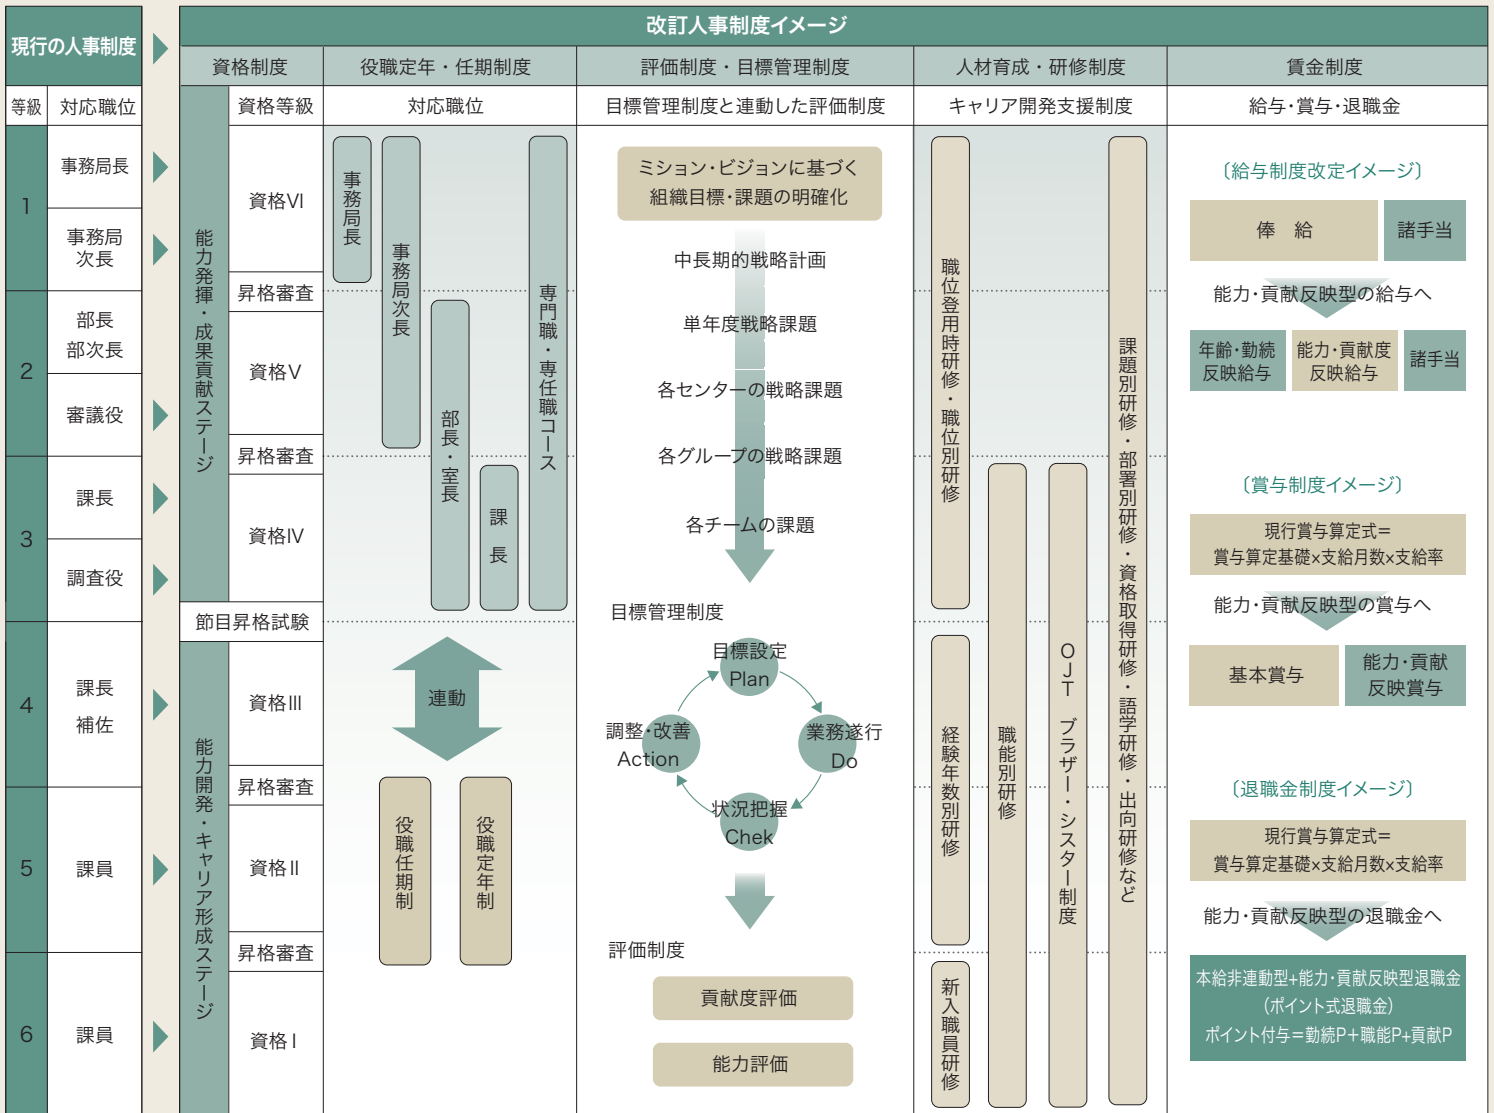 現行の人事制度
改訂人事制度イメージ
資格制度
役職定年・任期制度
評価制度・目標管理制度
人材育成・研修制度
賃金制度
等級
対応職位
資格等級
対応職位
目標管理制度と連動した評価制度
キャリア開発支援制度
給与・賞与・退職金
1
事務局長
事務局
次長
2
部長
部次長
審議役
3
課長
調査役
4
課長
補佐
5
課員
6
課員
能力発揮・成果貢献ステージ
節目昇格試験
能力開発・キャリア形成ステージ
資格Ⅵ
昇格審査
資格Ⅴ
昇格審査
資格Ⅳ
資格Ⅲ
昇格審査
資格Ⅱ
昇格審査
資格Ⅰ
事務局長
事務局次長
部長・室長
課 長
専門職・専任職コース
連動
役職任期制
役職定年制
ミション・ビジョンに基づく
組織目標・課題の明確化
中長期的戦略計画
単年度戦略課題
各センターの戦略課題
各グループの戦略課題
各チームの課題
目標管理制度
目標設定
Plan
業務遂行
Do
状況把握
Chek
調整・改善
Action
評価制度
貢献度評価
能力評価
職位登用時研修・職位別研修
経験年数別研修
新入職員研修
職能別研修
OJT ブラザー・シスター制度
課題別研修・部署別研修・資格取得研修・語学研修・出向研修など
〔給与制度改定イメージ〕
俸 給
諸手当
能力・貢献反映型の給与へ
年齢・勤続
反映給与
能力・貢献度
反映給与
諸手当
〔賞与制度イメージ〕
現行賞与算定式=
賞与算定基礎×支給月数×支給率
能力・貢献反映型の賞与へ
基本賞与
能力・貢献
反映賞与
〔退職金制度イメージ〕
現行賞与算定式=
賞与算定基礎×支給月数×支給率
能力・貢献反映型の退職金へ
本給非連動型+能力・貢献反映型退職金
(ポイント式退職金)
ポイント付与=勤続P+職能P+貢献P